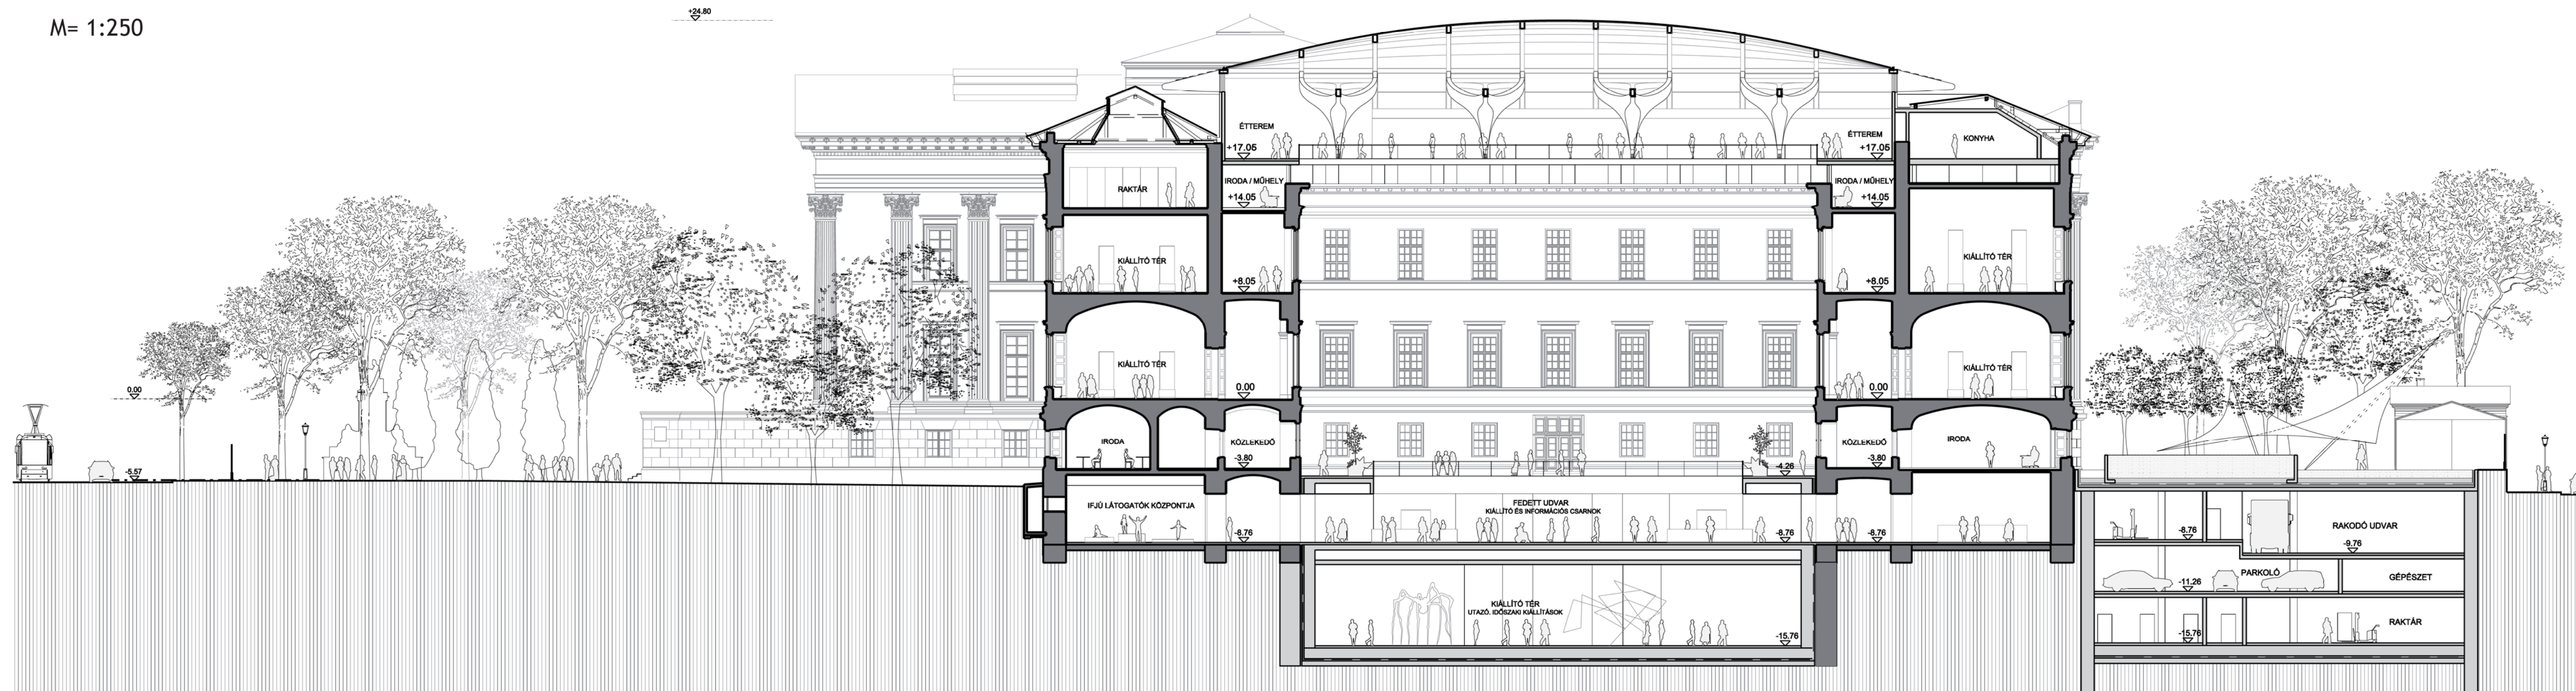 M= 1:250
+24.80
ÉTTEREM
+17.05
ÉTTEREM
+17.05
KONYHA
RAKTÁR
IRODA / MŰHELY
+14.05
IRODA / MŰHELY
+14.05
KIÁLLÍTÓ TÉR
+8.05
+8.05
KIÁLLÍTÓ TÉR
0.00
KIÁLLÍTÓ TÉR
0.00
0.00
KIÁLLÍTÓ TÉR
IRODA
KÖZLEKEDŐ
-3.80
KÖZLEKEDŐ
-3.80
IRODA
-5.57
-4.26
IFJÚ LÁTOGATÓK KÖZPONTJA
-8.76
FEDETT UDVAR
KIÁLLÍTÓ ÉS INFORMÁCIÓS CSARNOK
-8.76
-8.76
-8.76
RAKODÓ UDVAR
-9.76
PARKOLÓ
-11.26
GÉPÉSZET
KIÁLLÍTÓ TÉR
UTAZÓ, IDŐSZAKI KIÁLLÍTÁSOK
-15.76
-15.76
RAKTÁR